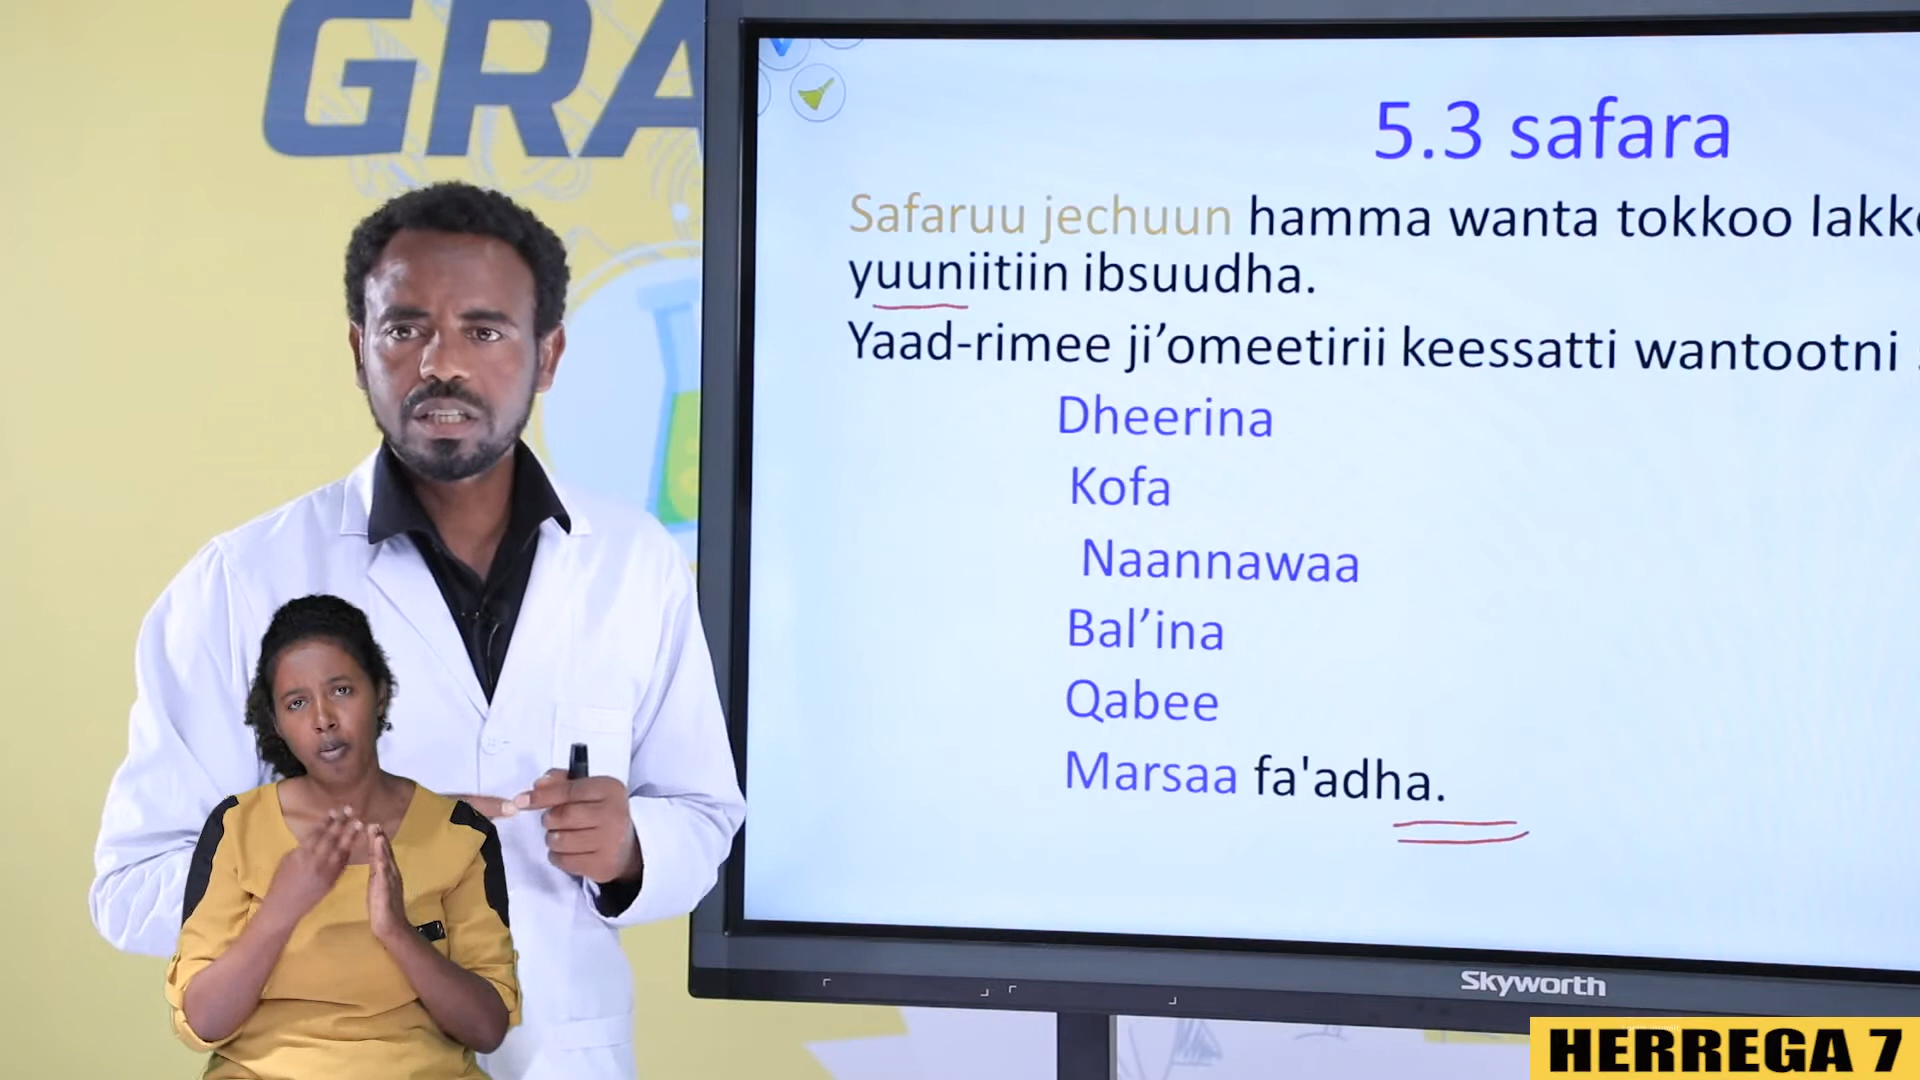 GRA
5.3 safara
Safaruu jechuun hamma wanta tokkoo
yuuniitiin ibsuudha.
Yaad-rimee ji’omeetirii keessatti wantootni
Dheerina
Kofa
Naannawaa
Bal’ina
Qabee
Marsaa fa'adha.
Skyworth
HERREGA 7